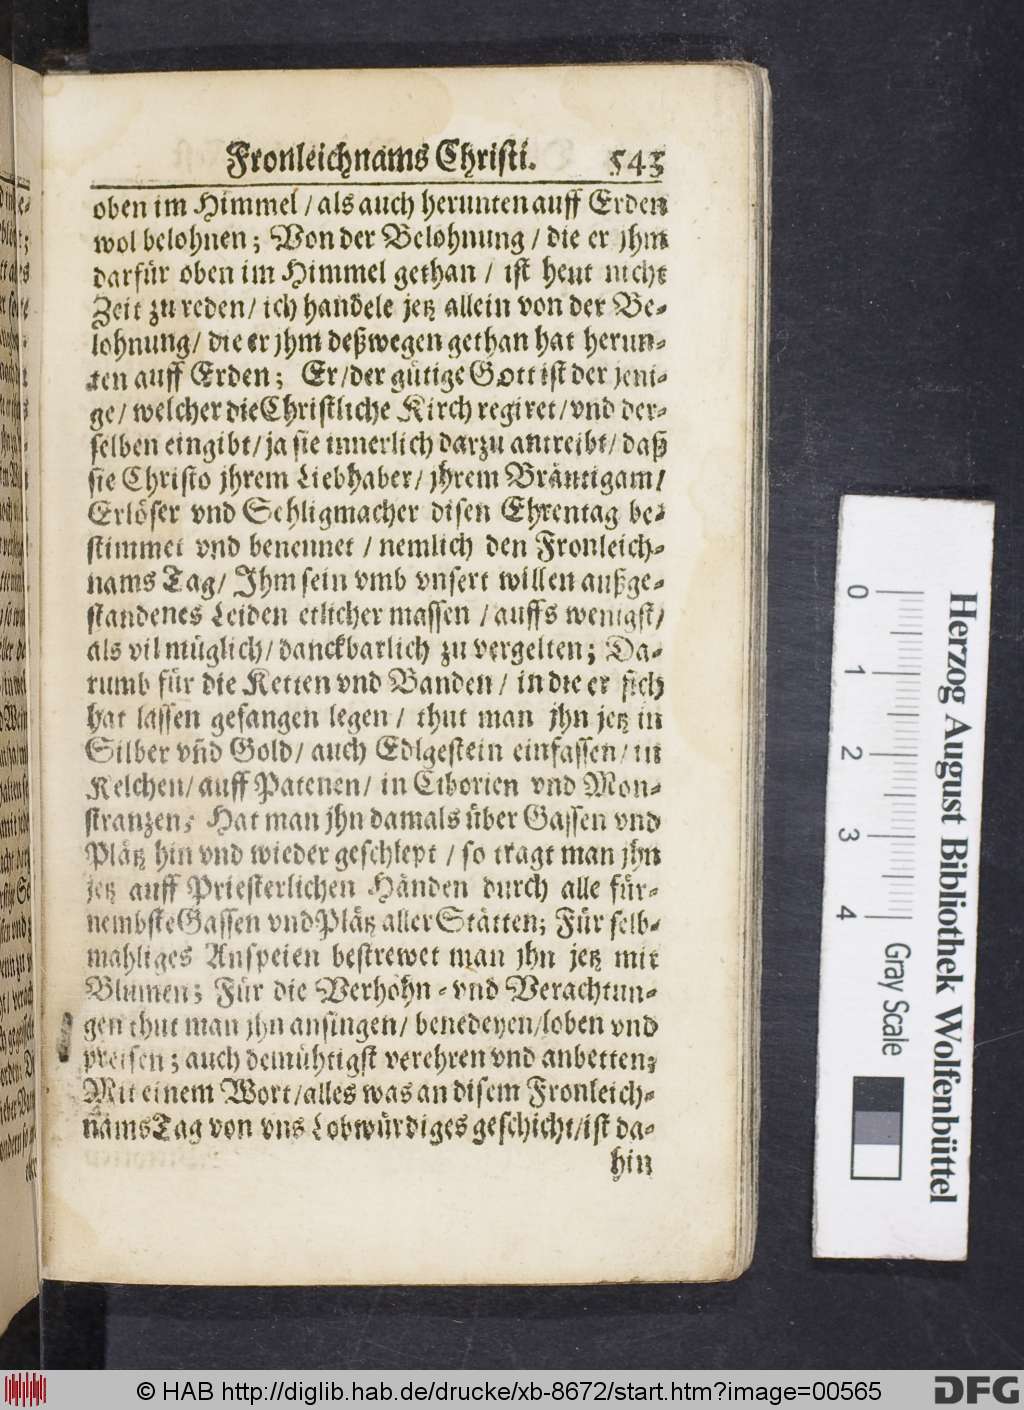 Fronleichnams Christi. 543
oben im Himmel / als auch herunten auff Erden
wol belohnen; Von der Belohnung / die er jhm
darfür oben im Himmel gethan / ist heut nicht
Zeit zu reden / ich handele jetz allein von der Be-
lohnung / die er jhm deßwegen gethan hat herun-
ten auff Erden; Er / der gütige Gott ist der jeni-
ge / welcher die Christliche Kirch regiret / vnd der-
selben eingibt / ja sie innerlich darzu antreibt / daß
sie Christo jhrem Liebhaber / jhrem Bräutigam /
Erlöser vnd Sehligmacher disen Ehrentag be-
stimmet vnd benennet / nemlich den Fronleich-
nams Tag / Ihm sein vmb vnsert willen außge-
standenes Leiden etlicher massen / auffs wenigst /
als vil müglich / danckbarlich zu vergelten; Da-
rumb für die Ketten vnd Banden / in die er sich
hat lassen gefangen legen / thut man jhn jetz in
Silber vn̄d Gold / auch Edlgestein einfassen / in
Kelchen / auff Patenen / in Ciborien vnd Mon-
stranzen; Hat man jhn damals über Gassen vnd
Plätz hin vnd wieder geschlept / so tragt man jhn
jetz auff Priesterlichen Händen durch alle für-
nembste Gassen vnd Plätz aller Stätten; Für selb-
mahliges Anspeien bestrewet man jhn jetz mit
Blumen; Für die Verhöhn- vnd Verachtun-
gen thut man jhn ansingen / benedeyen / loben vnd
preisen; auch demühtigst verehren vnd anbetten;
Mit einem Wort / alles was an disem Fronleich-
nams Tag von vns Lobwürdiges geschicht / ist da-
hin
0 1 2 3 4 Gray Scale
Herzog August Bibliothek Wolfenbüttel
© HAB http://diglib.hab.de/drucke/xb-8672/start.htm?image=00565
DFG